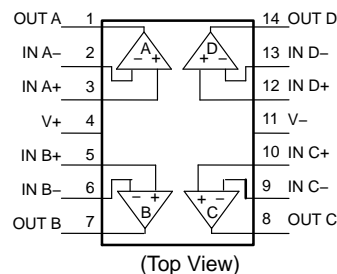 OUT A 1 14 OUT D
IN A− 2 A D 13 IN D−
− + + −
IN A+ 3 12 IN D+
V+ 4 11 V−
IN B+ 5 10 IN C+
IN B− 6 − + + − 9 IN C−
B C
OUT B 7 8 OUT C
(Top View)